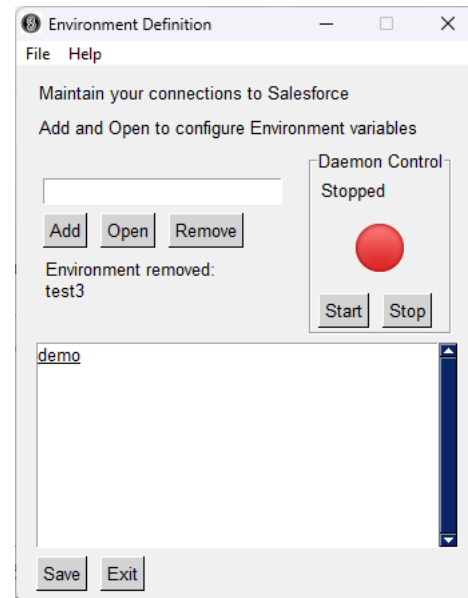 Environment Definition
File Help
Maintain your connections to Salesforce
Add and Open to configure Environment variables
Daemon Control
Stopped
Add Open Remove
Environment removed:
test3
Start Stop
demo
Save Exit